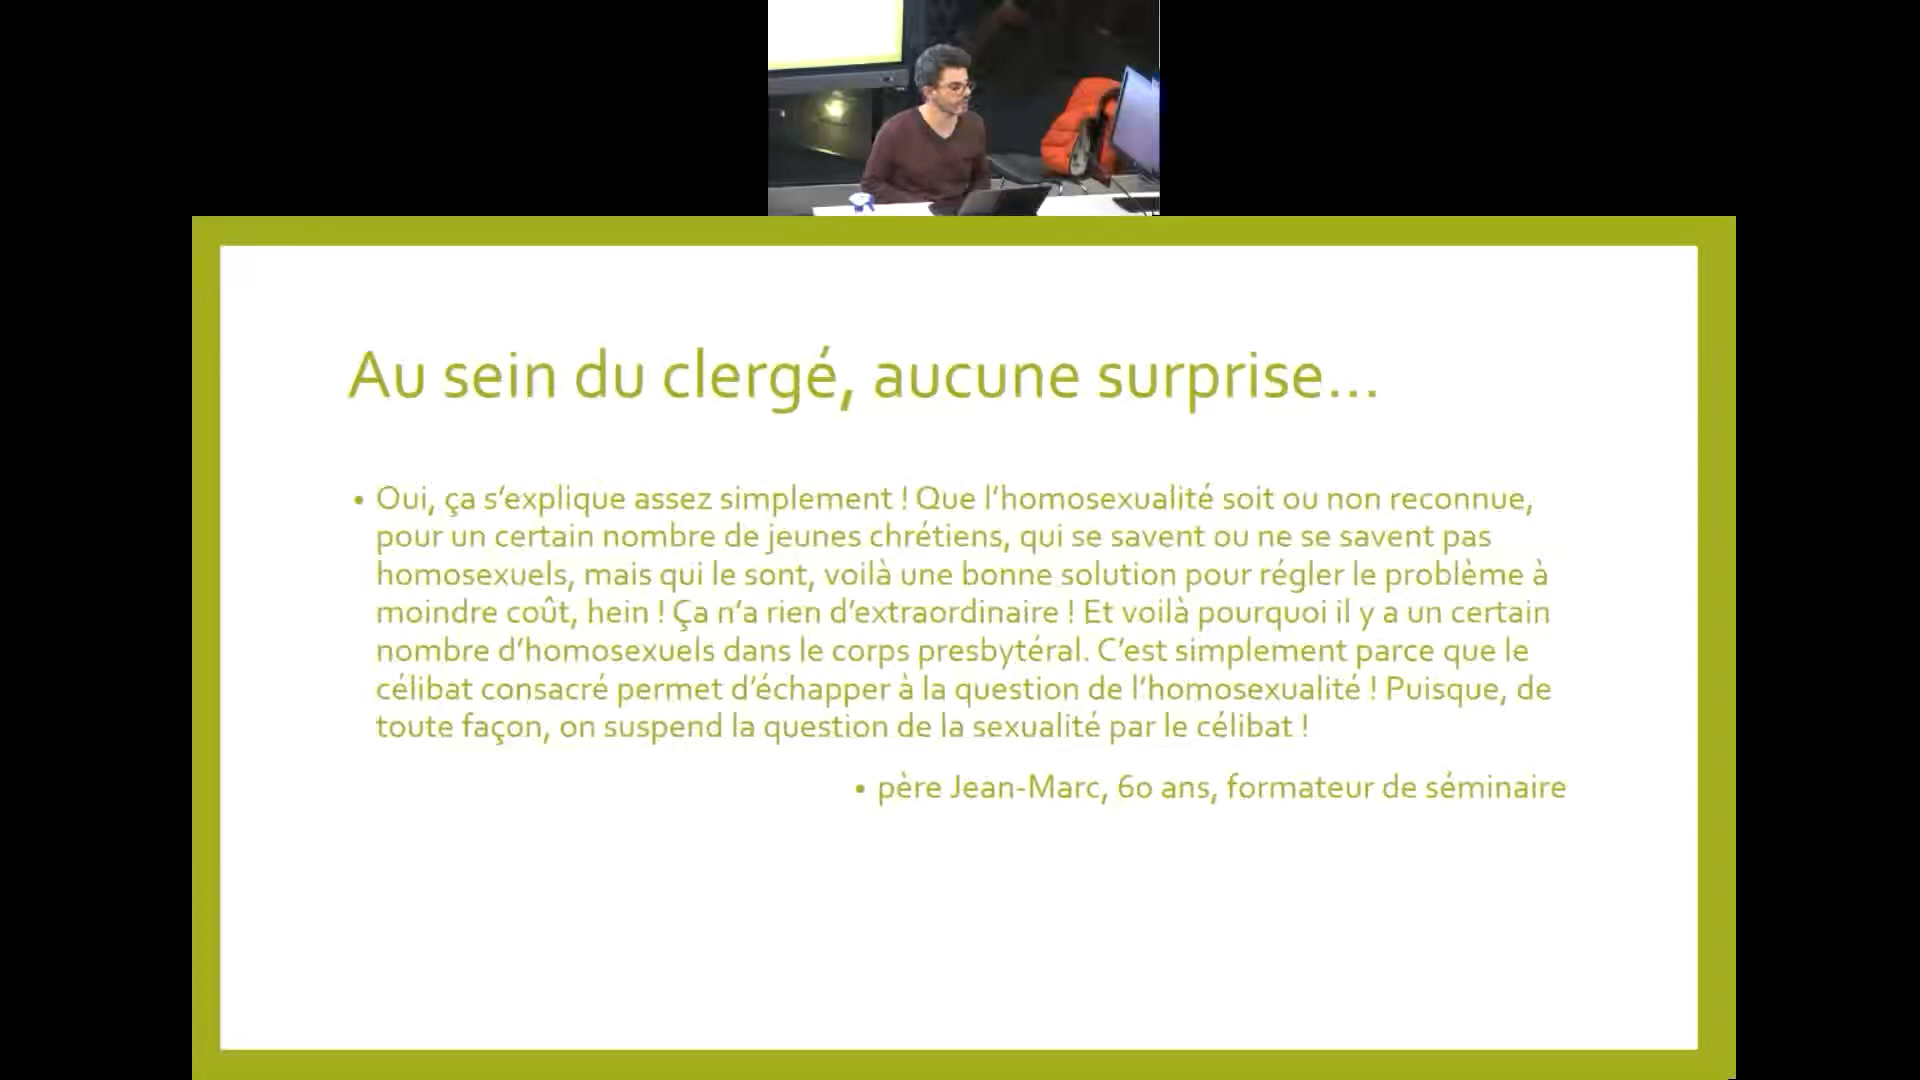 Au sein du clergé, aucune surprise...
• Oui, ça s'explique assez simplement ! Que l'homosexualité soit ou non reconnue,
pour un certain nombre de jeunes chrétiens, qui se savent ou ne se savent pas
homosexuels, mais qui le sont, voilà une bonne solution pour régler le problème à
moindre coût, hein ! Ça n'a rien d'extraordinaire ! Et voilà pourquoi il y a un certain
nombre d'homosexuels dans le corps presbytéral. C'est simplement parce que le
célibat consacré permet d'échapper à la question de l'homosexualité ! Puisque, de
toute façon, on suspend la question de la sexualité par le célibat !
• père Jean-Marc, 60 ans, formateur de séminaire